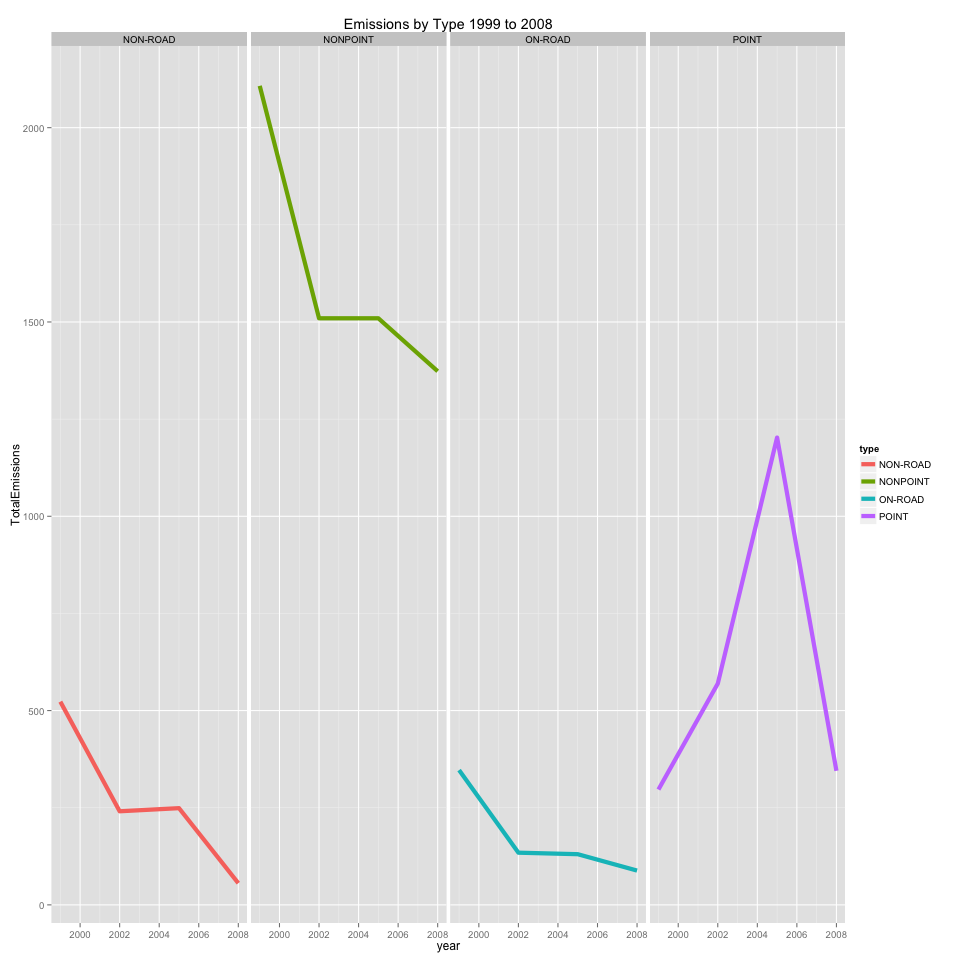 Emissions by Type 1999 to 2008
NON-ROAD NONPOINT ON-ROAD POINT
2000
1500
1000
500
0
TotalEmissions
2000 2002 2004 2006 2008 2000 2002 2004 2006 2008 2000 2002 2004 2006 2008 2000 2002 2004 2006 2008
year
type
NON-ROAD
NONPOINT
ON-ROAD
POINT